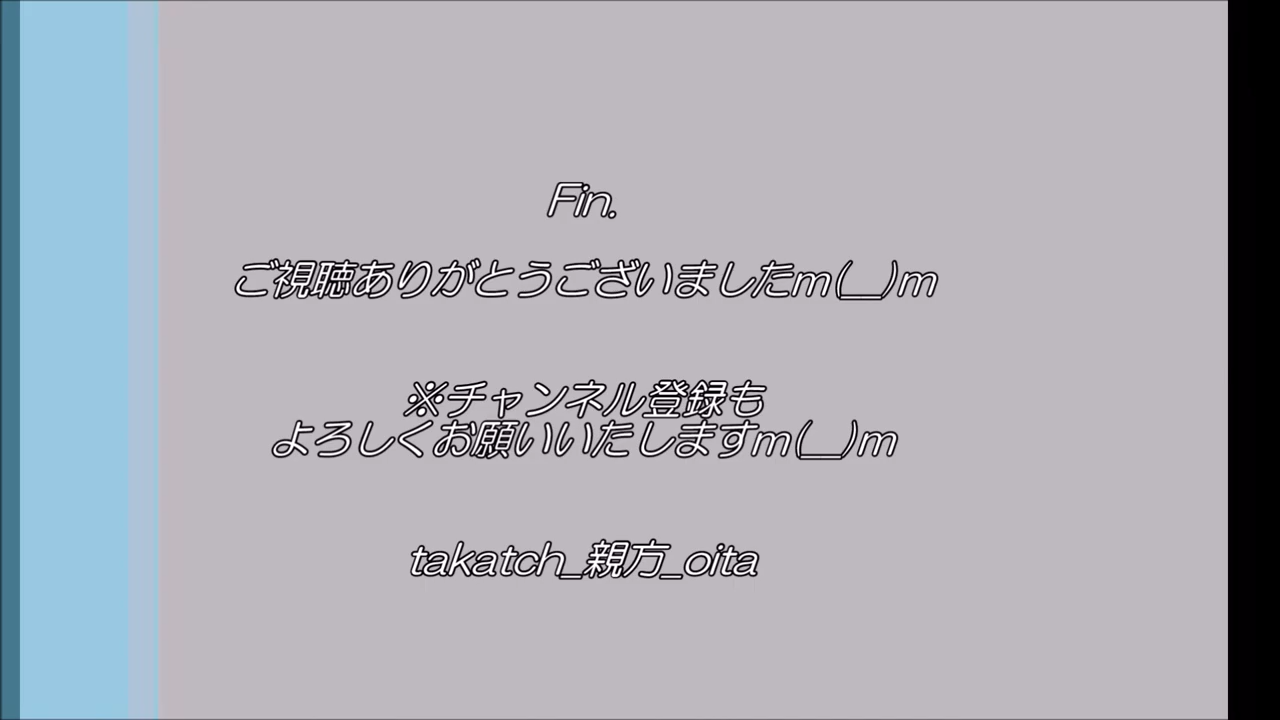 Fin.
ご視聴ありがとうございましたm(__)m
※チャンネル登録も
よろしくお願いいたしますm(__)m
takatch_親方_oita